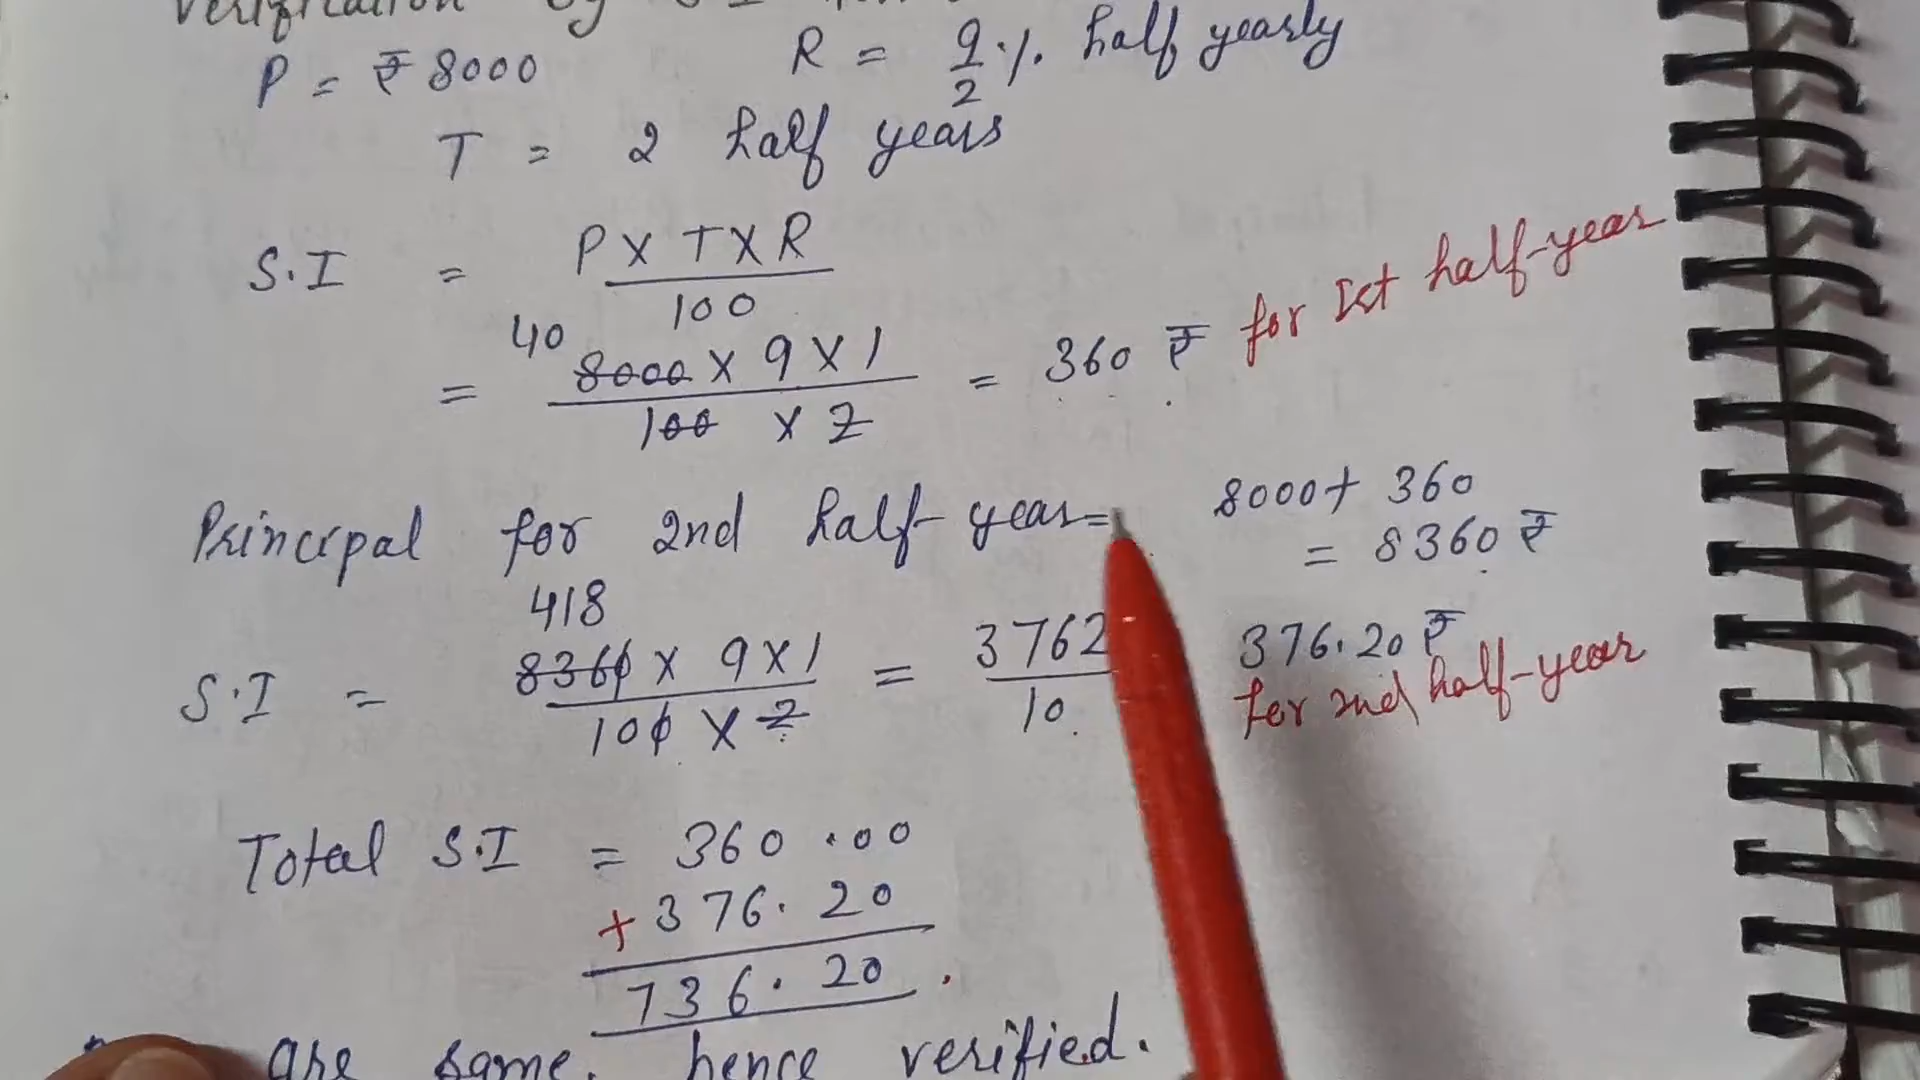 Verification by S.I
P = ₹ 8000 R = 9/2 % half yearly
T = 2 half years
S.I = P X T X R / 100
= 40 8000 X 9 X 1 / 100 X 2 = 360 ₹ for Ist half-year
Principal for 2nd half-year = 8000 + 360
= 8360 ₹
418
S.I = 8360 X 9 X 1 / 100 X 2 = 3762 / 10 376.20 ₹
for 2nd half-year
Total S.I = 360.00
+ 376.20
736.20
are same. hence verified.